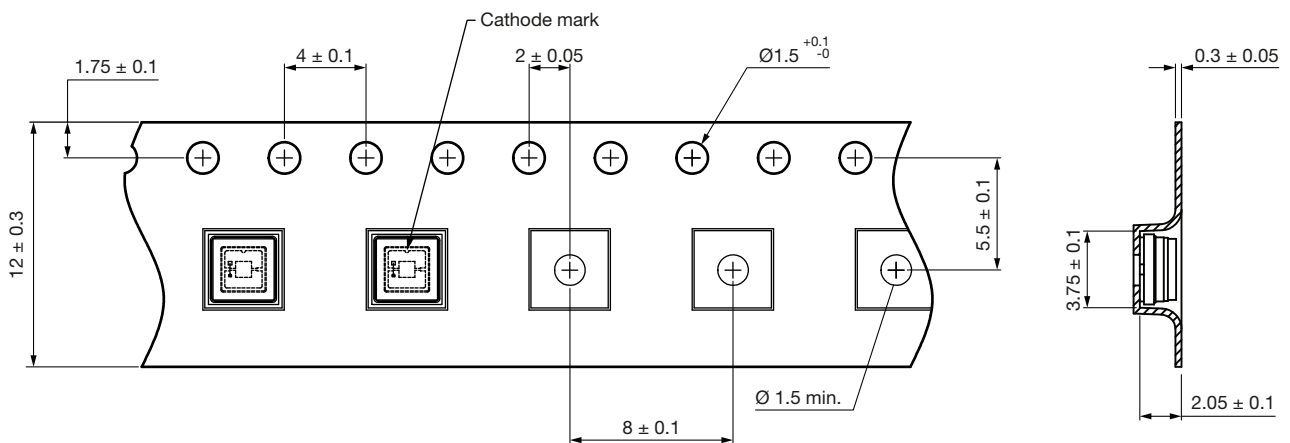 Cathode mark
1.75 ± 0.1
4 ± 0.1
2 ± 0.05
Ø1.5 +0.1 -0
0.3 ± 0.05
12 ± 0.3
5.5 ± 0.1
3.75 ± 0.1
Ø 1.5 min.
8 ± 0.1
2.05 ± 0.1